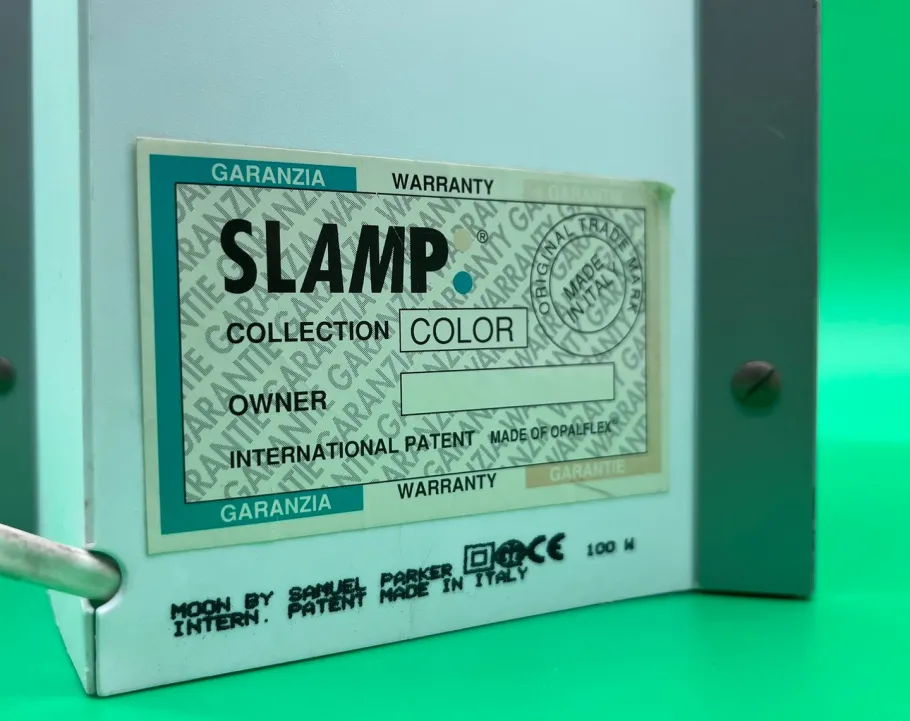 GARANZIA WARRANTY GARANTIE
SLAMP ®
ORIGINAL TRADE MARK
MADE IN ITALY
COLLECTION COLOR
OWNER
INTERNATIONAL PATENT MADE OF OPALFLEX®
GARANZIA WARRANTY GARANTIE
MOON BY SAMUEL PARKER CE 100 W
INTERN. PATENT MADE IN ITALY